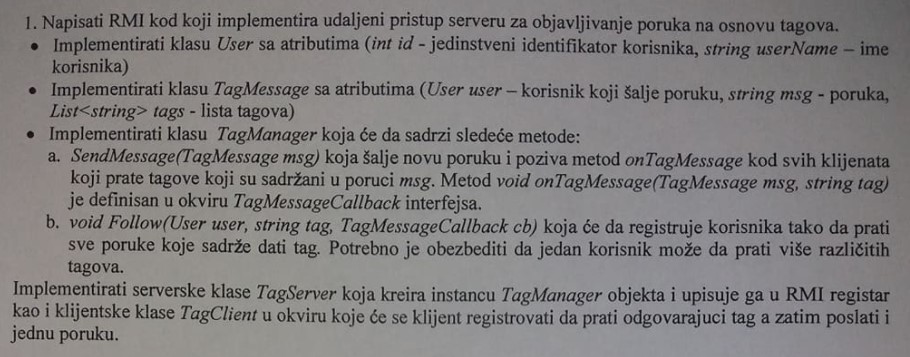 1. Napisati RMI kod koji implementira udaljeni pristup serveru za objavljivanje poruka na osnovu tagova.
• Implementirati klasu User sa atributima (int id - jedinstveni identifikator korisnika, string userName – ime
korisnika)
• Implementirati klasu TagMessage sa atributima (User user – korisnik koji šalje poruku, string msg - poruka,
List<string> tags - lista tagova)
• Implementirati klasu TagManager koja će da sadrzi sledeće metode:
a. SendMessage(TagMessage msg) koja šalje novu poruku i poziva metod onTagMessage kod svih klijenata
koji prate tagove koji su sadržani u poruci msg. Metod void onTagMessage(TagMessage msg, string tag)
je definisan u okviru TagMessageCallback interfejsa.
b. void Follow(User user, string tag, TagMessageCallback cb) koja će da registruje korisnika tako da prati
sve poruke koje sadrže dati tag. Potrebno je obezbediti da jedan korisnik može da prati više različitih
tagova.
Implementirati serverske klase TagServer koja kreira instancu TagManager objekta i upisuje ga u RMI registar
kao i klijentske klase TagClient u okviru koje će se klijent registrovati da prati odgovarajuci tag a zatim poslati i
jednu poruku.